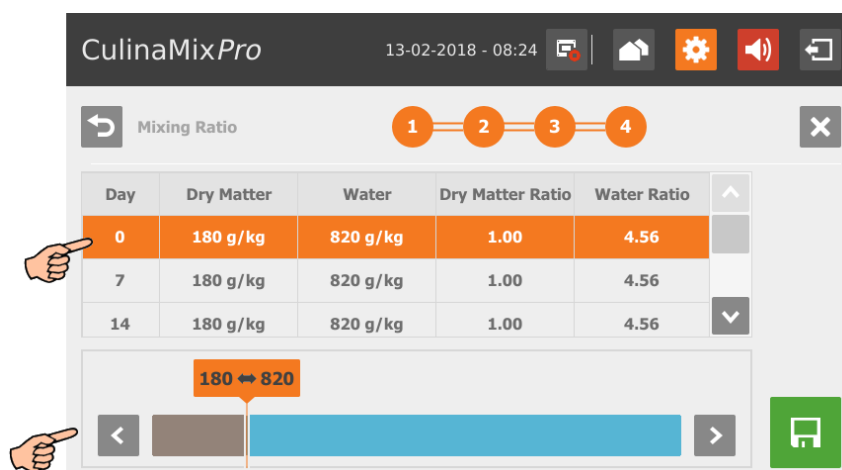 CulinaMixPro 13-02-2018 - 08:24
Mixing Ratio 1 2 3 4
Day Dry Matter Water Dry Matter Ratio Water Ratio
0 180 g/kg 820 g/kg 1.00 4.56
7 180 g/kg 820 g/kg 1.00 4.56
14 180 g/kg 820 g/kg 1.00 4.56
180 ⬌ 820